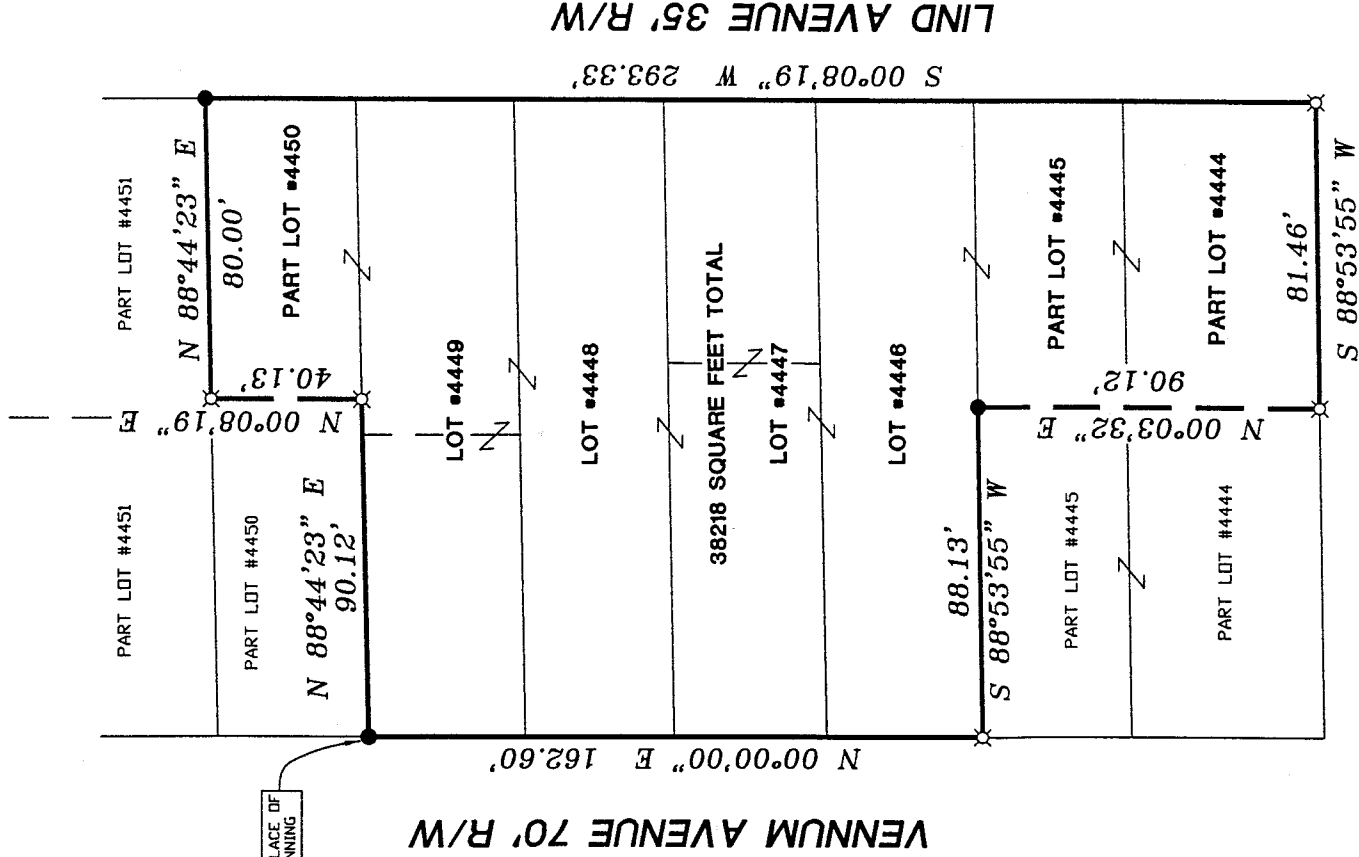 LIND AVENUE 35' R/W
S 00°08'19" W 293.33'
PART LOT #4451
N 88°44'23" E
80.00'
PART LOT #4450
N 00°08'19" E
40.13'
PART LOT #4451
PART LOT #4450
N 88°44'23" E
90.12'
LOT #4449
LOT #4448
38218 SQUARE FEET TOTAL
LOT #4447
LOT #4446
88.13'
S 88°53'55" W
N 00°03'32" E
90.12'
PART LOT #4445
PART LOT #4444
81.46'
S 88°53'55" W
PART LOT #4445
PART LOT #4444
N 00°00'00" E 162.60'
LACE OF
NNING
VENNUM AVENUE 70' R/W